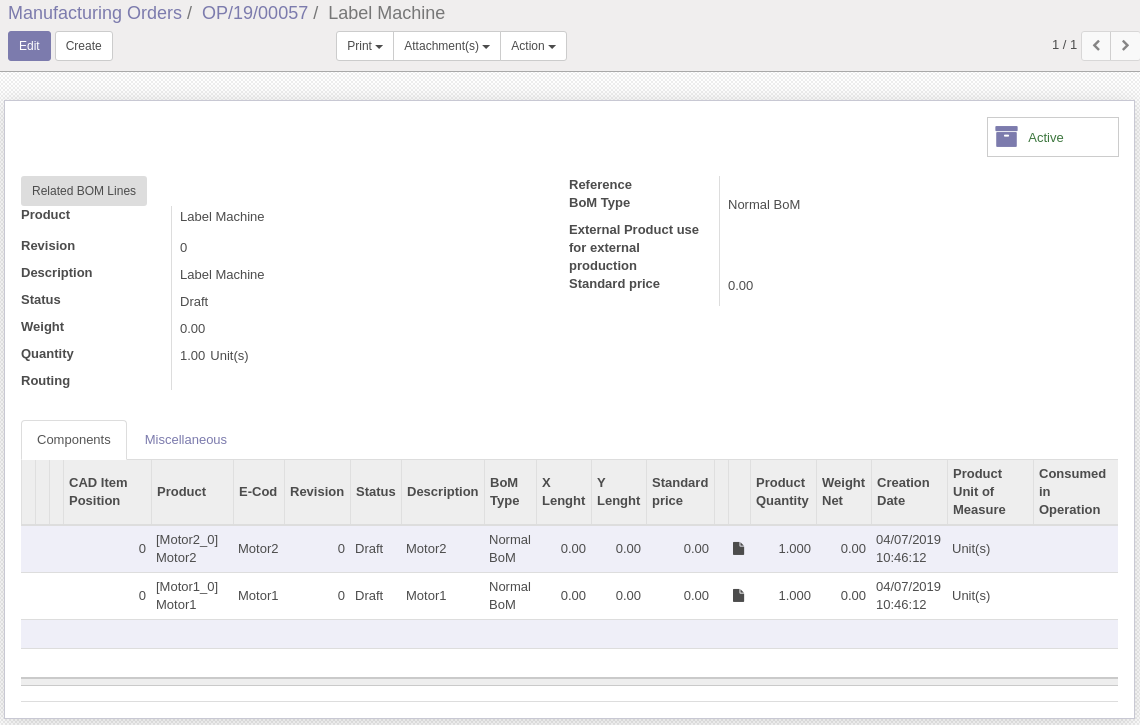 Manufacturing Orders / OP/19/00057 / Label Machine
Edit Create Print Attachment(s) Action 1 / 1
Active
Related BOM Lines
Product Label Machine
Revision 0
Description Label Machine
Status Draft
Weight 0.00
Quantity 1.00 Unit(s)
Routing
Reference
BoM Type Normal BoM
External Product use
for external
production
Standard price 0.00
Components Miscellaneous
CAD Item Position Product E-Cod Revision Status Description BoM Type X Lenght Y Lenght Standard price Product Quantity Weight Net Creation Date Product Unit of Measure Consumed in Operation
0 [Motor2_0] Motor2 Motor2 0 Draft Motor2 Normal BoM 0.00 0.00 0.00 1.000 0.00 04/07/2019 10:46:12 Unit(s)
0 [Motor1_0] Motor1 Motor1 0 Draft Motor1 Normal BoM 0.00 0.00 0.00 1.000 0.00 04/07/2019 10:46:12 Unit(s)